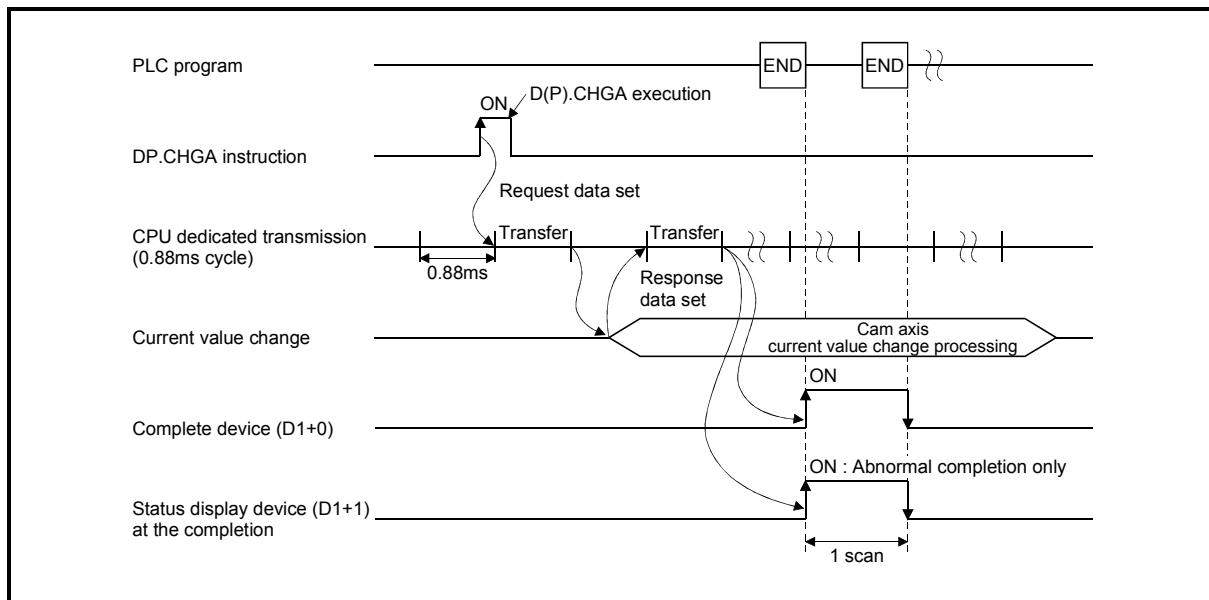 PLC program
END
END
ON
D(P).CHGA execution
DP.CHGA instruction
Request data set
CPU dedicated transmission
(0.88ms cycle)
Transfer
Transfer
0.88ms
Response
data set
Current value change
Cam axis
current value change processing
ON
Complete device (D1+0)
ON : Abnormal completion only
Status display device (D1+1)
at the completion
1 scan